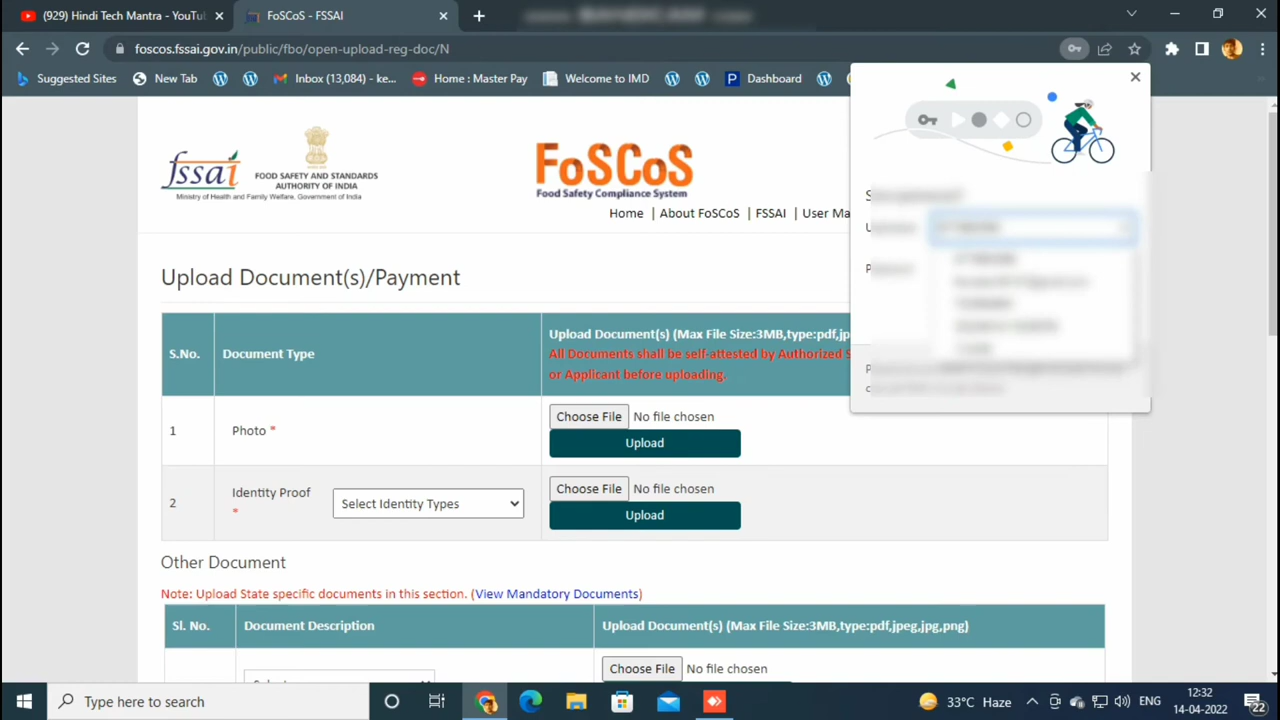 (929) Hindi Tech Mantra - YouTu
FoSCoS - FSSAI
BANDICAM
foscos.fssai.gov.in/public/fbo/open-upload-reg-doc/N
Suggested Sites
New Tab
Inbox (13,084) - ke...
Home : Master Pay
Welcome to IMD
Dashboard
fssai
FOOD SAFETY AND STANDARDS
AUTHORITY OF INDIA
Ministry of Health and Family Welfare, Government of India
FoSCoS
Food Safety Compliance System
Home | About FoSCoS | FSSAI | User Ma
Upload Document(s)/Payment
S.No.
Document Type
Upload Document(s) (Max File Size:3MB,type:pdf,jp
All Documents shall be self-attested by Authorized S
or Applicant before uploading.
1
Photo *
Choose File No file chosen
Upload
2
Identity Proof
*
Select Identity Types
Choose File No file chosen
Upload
Other Document
Note: Upload State specific documents in this section. (View Mandatory Documents)
Sl. No.
Document Description
Upload Document(s) (Max File Size:3MB,type:pdf,jpeg,jpg,png)
Choose File No file chosen
Type here to search
33°C Haze
ENG
12:32
14-04-2022
22